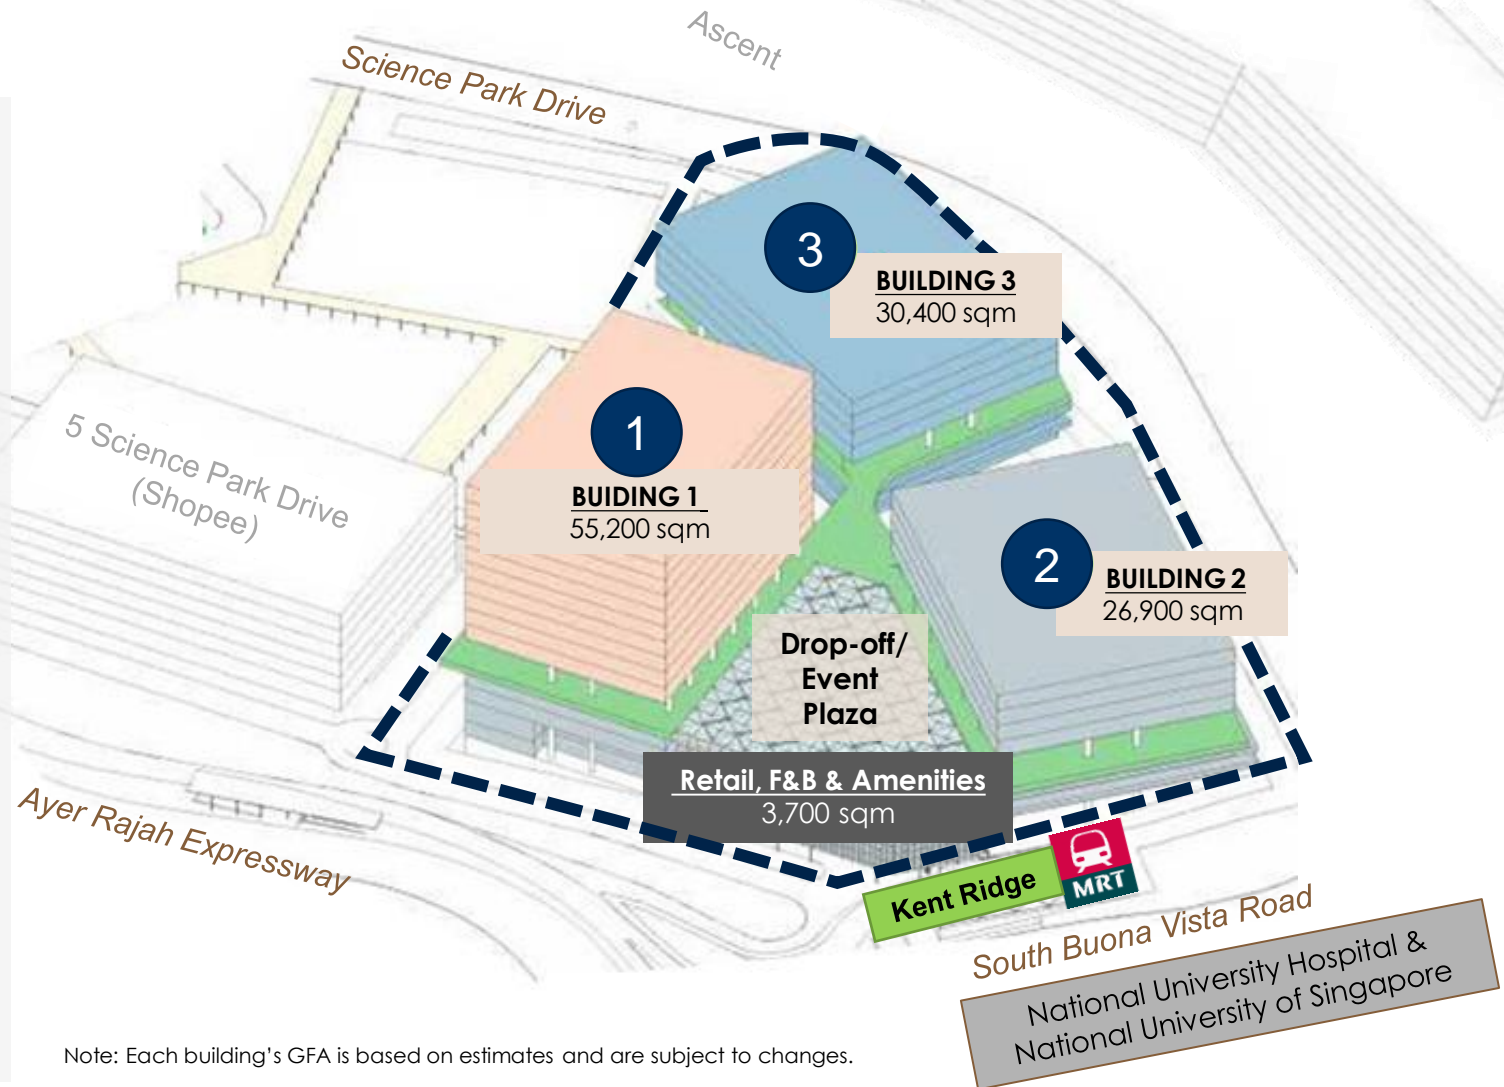 Ascent
Science Park Drive
3
BUILDING 3
30,400 sqm
1
BUIDING 1
55,200 sqm
5 Science Park Drive
(Shopee)
2
BUILDING 2
26,900 sqm
Drop-off/
Event
Plaza
Retail, F&B & Amenities
3,700 sqm
Ayer Rajah Expressway
Kent Ridge
MRT
South Buona Vista Road
National University Hospital &
National University of Singapore
Note: Each building’s GFA is based on estimates and are subject to changes.